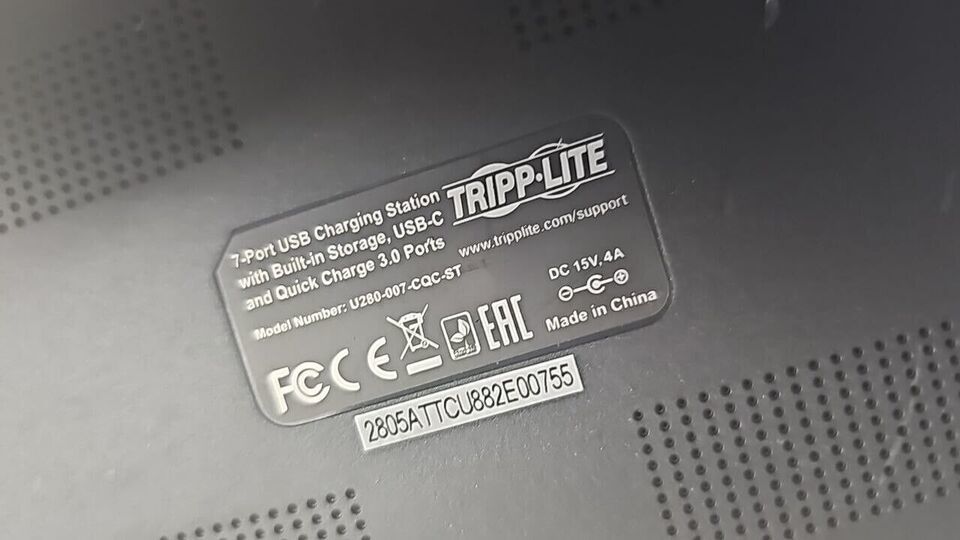 7-Port USB Charging Station
with Built-in Storage, USB-C
and Quick Charge 3.0 Ports
TRIPP·LITE
www.tripplite.com/support
Model Number: U280-007-CQC-ST
DC 15V, 4A
Made in China
FCC CE EAC
2805ATTCU882E00755